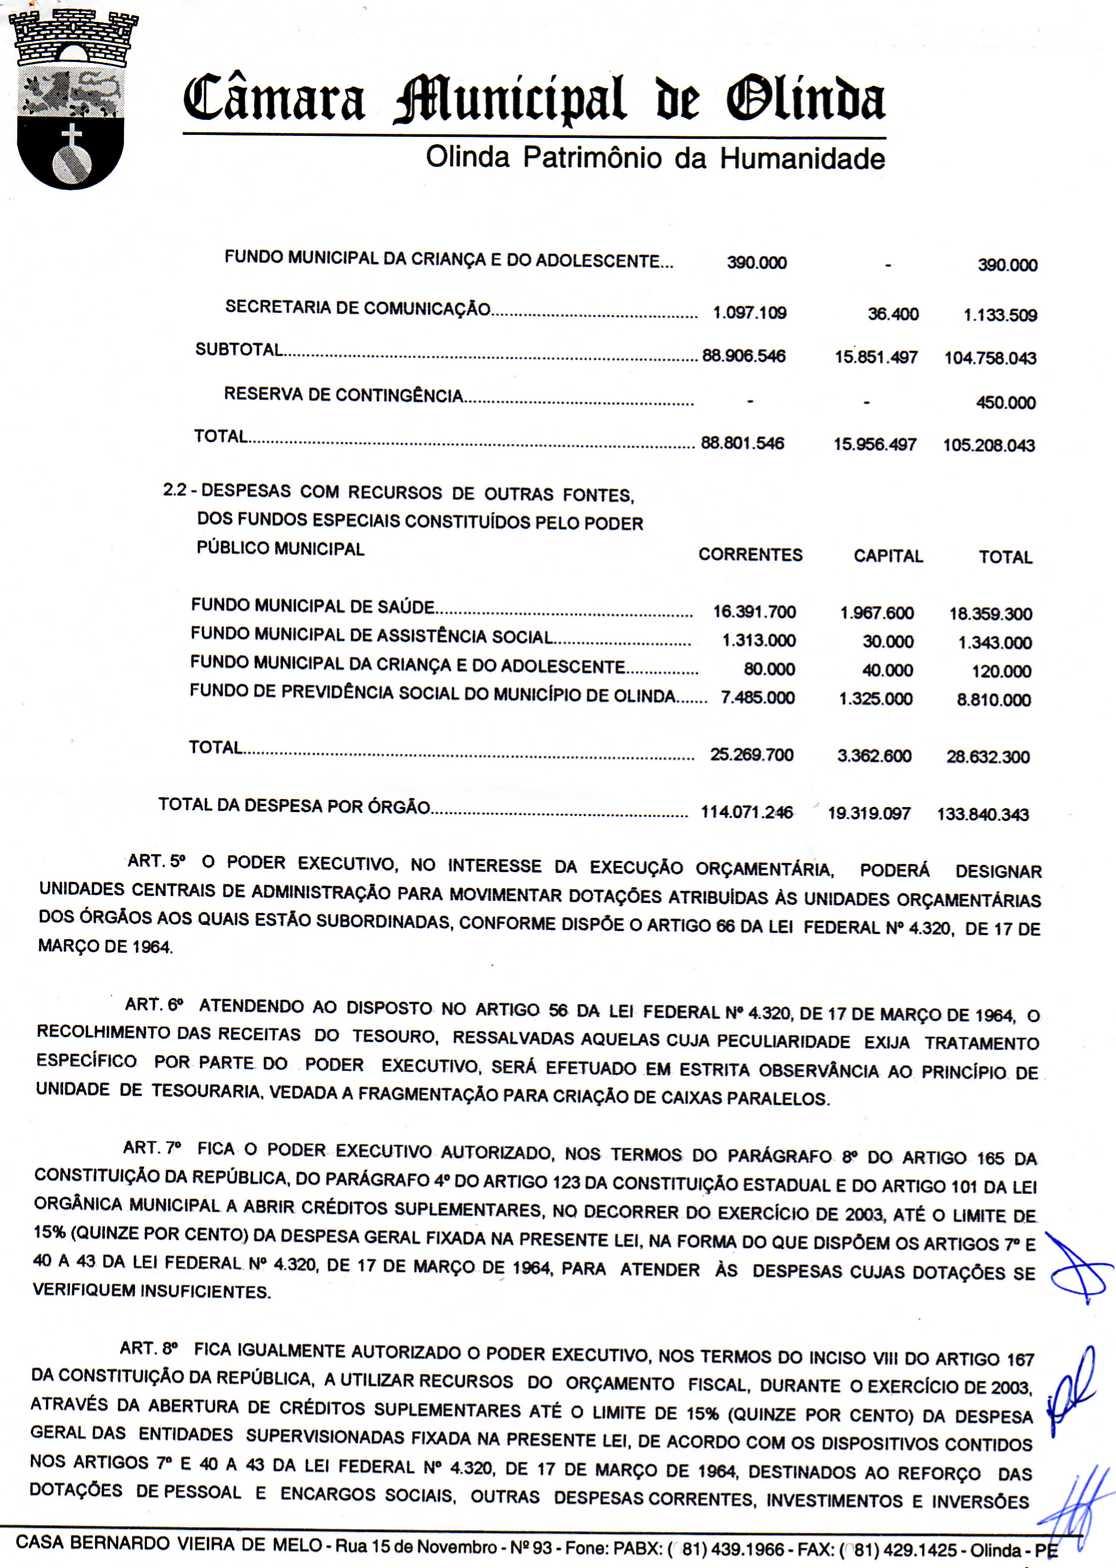 Câmara Municipal de Olinda
Olinda Patrimônio da Humanidade
FUNDO MUNICIPAL DA CRIANÇA E DO ADOLESCENTE... 390.000 - 390.000
SECRETARIA DE COMUNICAÇÃO............................................... 1.097.109 36.400 1.133.509
SUBTOTAL............................................................................................... 88.906.546 15.851.497 104.758.043
RESERVA DE CONTINGÊNCIA.................................................... - - 450.000
TOTAL...................................................................................................... 88.801.546 15.956.497 105.208.043
2.2 - DESPESAS COM RECURSOS DE OUTRAS FONTES,
DOS FUNDOS ESPECIAIS CONSTITUÍDOS PELO PODER
PÚBLICO MUNICIPAL CORRENTES CAPITAL TOTAL
FUNDO MUNICIPAL DE SAÚDE.......................................................... 16.391.700 1.967.600 18.359.300
FUNDO MUNICIPAL DE ASSISTÊNCIA SOCIAL............................... 1.313.000 30.000 1.343.000
FUNDO MUNICIPAL DA CRIANÇA E DO ADOLESCENTE................ 80.000 40.000 120.000
FUNDO DE PREVIDÊNCIA SOCIAL DO MUNICÍPIO DE OLINDA....... 7.485.000 1.325.000 8.810.000
TOTAL...................................................................................................... 25.269.700 3.362.600 28.632.300
TOTAL DA DESPESA POR ÓRGÃO.......................................................... 114.071.246 19.319.097 133.840.343
ART. 5º O PODER EXECUTIVO, NO INTERESSE DA EXECUÇÃO ORÇAMENTÁRIA, PODERÁ DESIGNAR
UNIDADES CENTRAIS DE ADMINISTRAÇÃO PARA MOVIMENTAR DOTAÇÕES ATRIBUÍDAS ÀS UNIDADES ORÇAMENTÁRIAS
DOS ÓRGÃOS AOS QUAIS ESTÃO SUBORDINADAS, CONFORME DISPÕE O ARTIGO 66 DA LEI FEDERAL Nº 4.320, DE 17 DE
MARÇO DE 1964.
ART. 6º ATENDENDO AO DISPOSTO NO ARTIGO 56 DA LEI FEDERAL Nº 4.320, DE 17 DE MARÇO DE 1964, O
RECOLHIMENTO DAS RECEITAS DO TESOURO, RESSALVADAS AQUELAS CUJA PECULIARIDADE EXIJA TRATAMENTO
ESPECÍFICO POR PARTE DO PODER EXECUTIVO, SERÁ EFETUADO EM ESTRITA OBSERVÂNCIA AO PRINCÍPIO DE
UNIDADE DE TESOURARIA, VEDADA A FRAGMENTAÇÃO PARA CRIAÇÃO DE CAIXAS PARALELOS.
ART. 7º FICA O PODER EXECUTIVO AUTORIZADO, NOS TERMOS DO PARÁGRAFO 8º DO ARTIGO 165 DA
CONSTITUIÇÃO DA REPÚBLICA, DO PARÁGRAFO 4º DO ARTIGO 123 DA CONSTITUIÇÃO ESTADUAL E DO ARTIGO 101 DA LEI
ORGÂNICA MUNICIPAL A ABRIR CRÉDITOS SUPLEMENTARES, NO DECORRER DO EXERCÍCIO DE 2003, ATÉ O LIMITE DE
15% (QUINZE POR CENTO) DA DESPESA GERAL FIXADA NA PRESENTE LEI, NA FORMA DO QUE DISPÕEM OS ARTIGOS 7º E
40 A 43 DA LEI FEDERAL Nº 4.320, DE 17 DE MARÇO DE 1964, PARA ATENDER ÀS DESPESAS CUJAS DOTAÇÕES SE
VERIFIQUEM INSUFICIENTES.
ART. 8º FICA IGUALMENTE AUTORIZADO O PODER EXECUTIVO, NOS TERMOS DO INCISO VIII DO ARTIGO 167
DA CONSTITUIÇÃO DA REPÚBLICA, A UTILIZAR RECURSOS DO ORÇAMENTO FISCAL, DURANTE O EXERCÍCIO DE 2003,
ATRAVÉS DA ABERTURA DE CRÉDITOS SUPLEMENTARES ATÉ O LIMITE DE 15% (QUINZE POR CENTO) DA DESPESA
GERAL DAS ENTIDADES SUPERVISIONADAS FIXADA NA PRESENTE LEI, DE ACORDO COM OS DISPOSITIVOS CONTIDOS
NOS ARTIGOS 7º E 40 A 43 DA LEI FEDERAL Nº 4.320, DE 17 DE MARÇO DE 1964, DESTINADOS AO REFORÇO DAS
DOTAÇÕES DE PESSOAL E ENCARGOS SOCIAIS, OUTRAS DESPESAS CORRENTES, INVESTIMENTOS E INVERSÕES
CASA BERNARDO VIEIRA DE MELO - Rua 15 de Novembro - Nº 93 - Fone: PABX: ( 81) 439.1966 - FAX: ( 81) 429.1425 - Olinda - PE